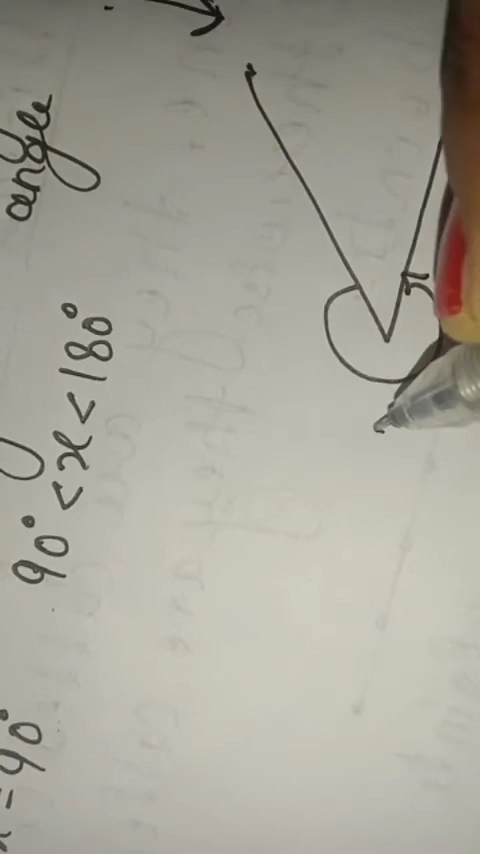 x = 90°
90° < x < 180°
angle
x